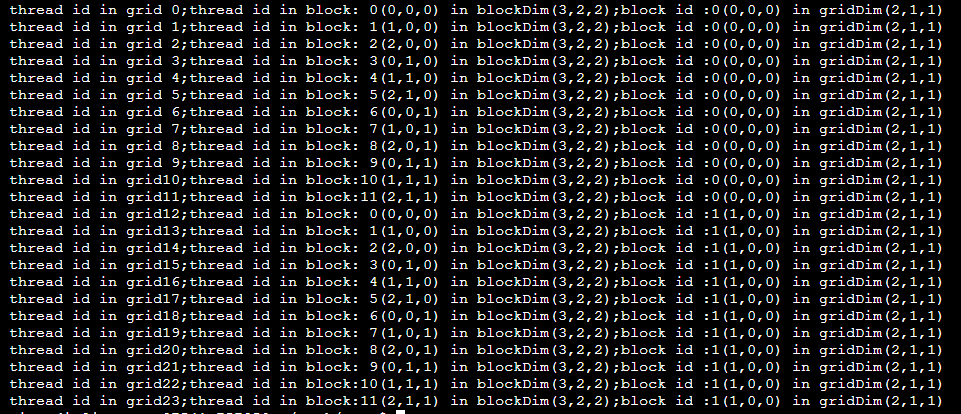 thread id in grid 0;thread id in block: 0(0,0,0) in blockDim(3,2,2);block id :0(0,0,0) in gridDim(2,1,1)
thread id in grid 1;thread id in block: 1(1,0,0) in blockDim(3,2,2);block id :0(0,0,0) in gridDim(2,1,1)
thread id in grid 2;thread id in block: 2(2,0,0) in blockDim(3,2,2);block id :0(0,0,0) in gridDim(2,1,1)
thread id in grid 3;thread id in block: 3(0,1,0) in blockDim(3,2,2);block id :0(0,0,0) in gridDim(2,1,1)
thread id in grid 4;thread id in block: 4(1,1,0) in blockDim(3,2,2);block id :0(0,0,0) in gridDim(2,1,1)
thread id in grid 5;thread id in block: 5(2,1,0) in blockDim(3,2,2);block id :0(0,0,0) in gridDim(2,1,1)
thread id in grid 6;thread id in block: 6(0,0,1) in blockDim(3,2,2);block id :0(0,0,0) in gridDim(2,1,1)
thread id in grid 7;thread id in block: 7(1,0,1) in blockDim(3,2,2);block id :0(0,0,0) in gridDim(2,1,1)
thread id in grid 8;thread id in block: 8(2,0,1) in blockDim(3,2,2);block id :0(0,0,0) in gridDim(2,1,1)
thread id in grid 9;thread id in block: 9(0,1,1) in blockDim(3,2,2);block id :0(0,0,0) in gridDim(2,1,1)
thread id in grid10;thread id in block:10(1,1,1) in blockDim(3,2,2);block id :0(0,0,0) in gridDim(2,1,1)
thread id in grid11;thread id in block:11(2,1,1) in blockDim(3,2,2);block id :0(0,0,0) in gridDim(2,1,1)
thread id in grid12;thread id in block: 0(0,0,0) in blockDim(3,2,2);block id :1(1,0,0) in gridDim(2,1,1)
thread id in grid13;thread id in block: 1(1,0,0) in blockDim(3,2,2);block id :1(1,0,0) in gridDim(2,1,1)
thread id in grid14;thread id in block: 2(2,0,0) in blockDim(3,2,2);block id :1(1,0,0) in gridDim(2,1,1)
thread id in grid15;thread id in block: 3(0,1,0) in blockDim(3,2,2);block id :1(1,0,0) in gridDim(2,1,1)
thread id in grid16;thread id in block: 4(1,1,0) in blockDim(3,2,2);block id :1(1,0,0) in gridDim(2,1,1)
thread id in grid17;thread id in block: 5(2,1,0) in blockDim(3,2,2);block id :1(1,0,0) in gridDim(2,1,1)
thread id in grid18;thread id in block: 6(0,0,1) in blockDim(3,2,2);block id :1(1,0,0) in gridDim(2,1,1)
thread id in grid19;thread id in block: 7(1,0,1) in blockDim(3,2,2);block id :1(1,0,0) in gridDim(2,1,1)
thread id in grid20;thread id in block: 8(2,0,1) in blockDim(3,2,2);block id :1(1,0,0) in gridDim(2,1,1)
thread id in grid21;thread id in block: 9(0,1,1) in blockDim(3,2,2);block id :1(1,0,0) in gridDim(2,1,1)
thread id in grid22;thread id in block:10(1,1,1) in blockDim(3,2,2);block id :1(1,0,0) in gridDim(2,1,1)
thread id in grid23;thread id in block:11(2,1,1) in blockDim(3,2,2);block id :1(1,0,0) in gridDim(2,1,1)